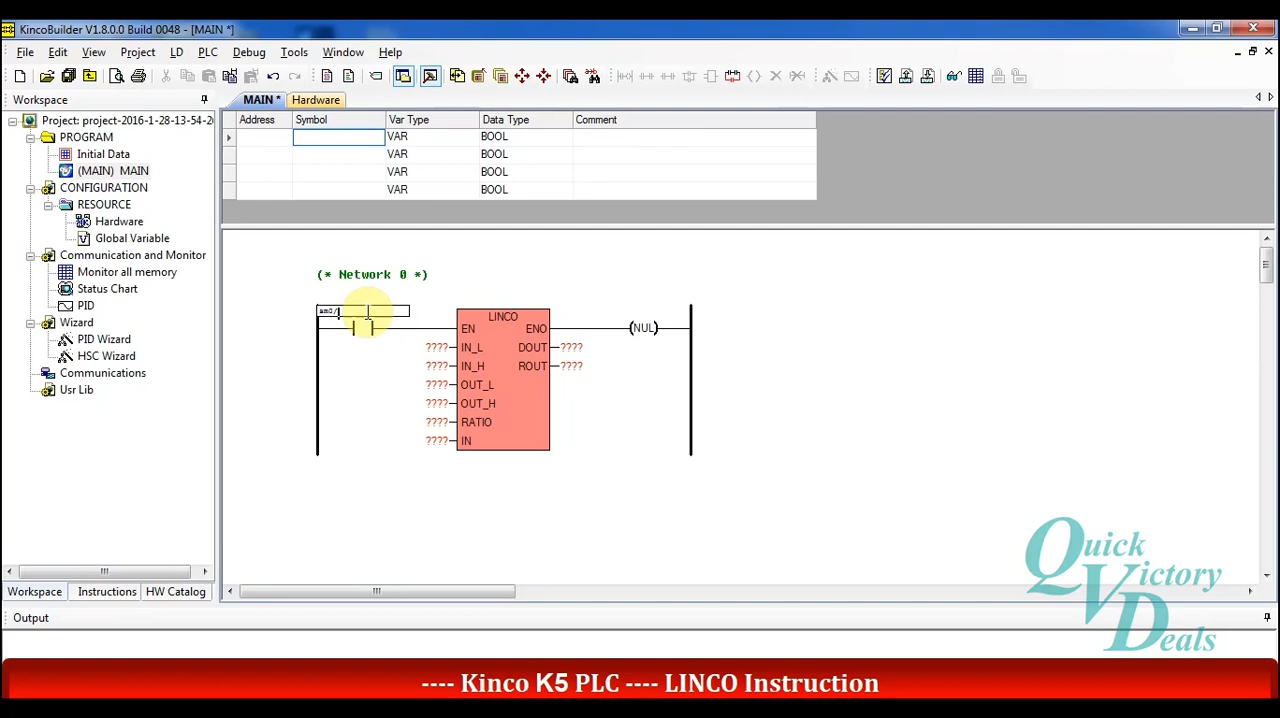 KincoBuilder V1.8.0.0 Build 0048 - [MAIN *]
File Edit View Project LD PLC Debug Tools Window Help
Workspace
MAIN * Hardware
Project: project-2016-1-28-13-54-2
PROGRAM
Initial Data
(MAIN) MAIN
CONFIGURATION
RESOURCE
Hardware
Global Variable
Communication and Monitor
Monitor all memory
Status Chart
PID
Wizard
PID Wizard
HSC Wizard
Communications
Usr Lib
Workspace Instructions HW Catalog
Address Symbol Var Type Data Type Comment
VAR BOOL
VAR BOOL
VAR BOOL
VAR BOOL
(* Network 0 *)
LINCO
EN ENO (NUL)
???? IN_L DOUT ????
???? IN_H ROUT ????
???? OUT_L
???? OUT_H
???? RATIO
???? IN
Quick
Victory
Deals
Output
---- Kinco K5 PLC ---- LINCO Instruction